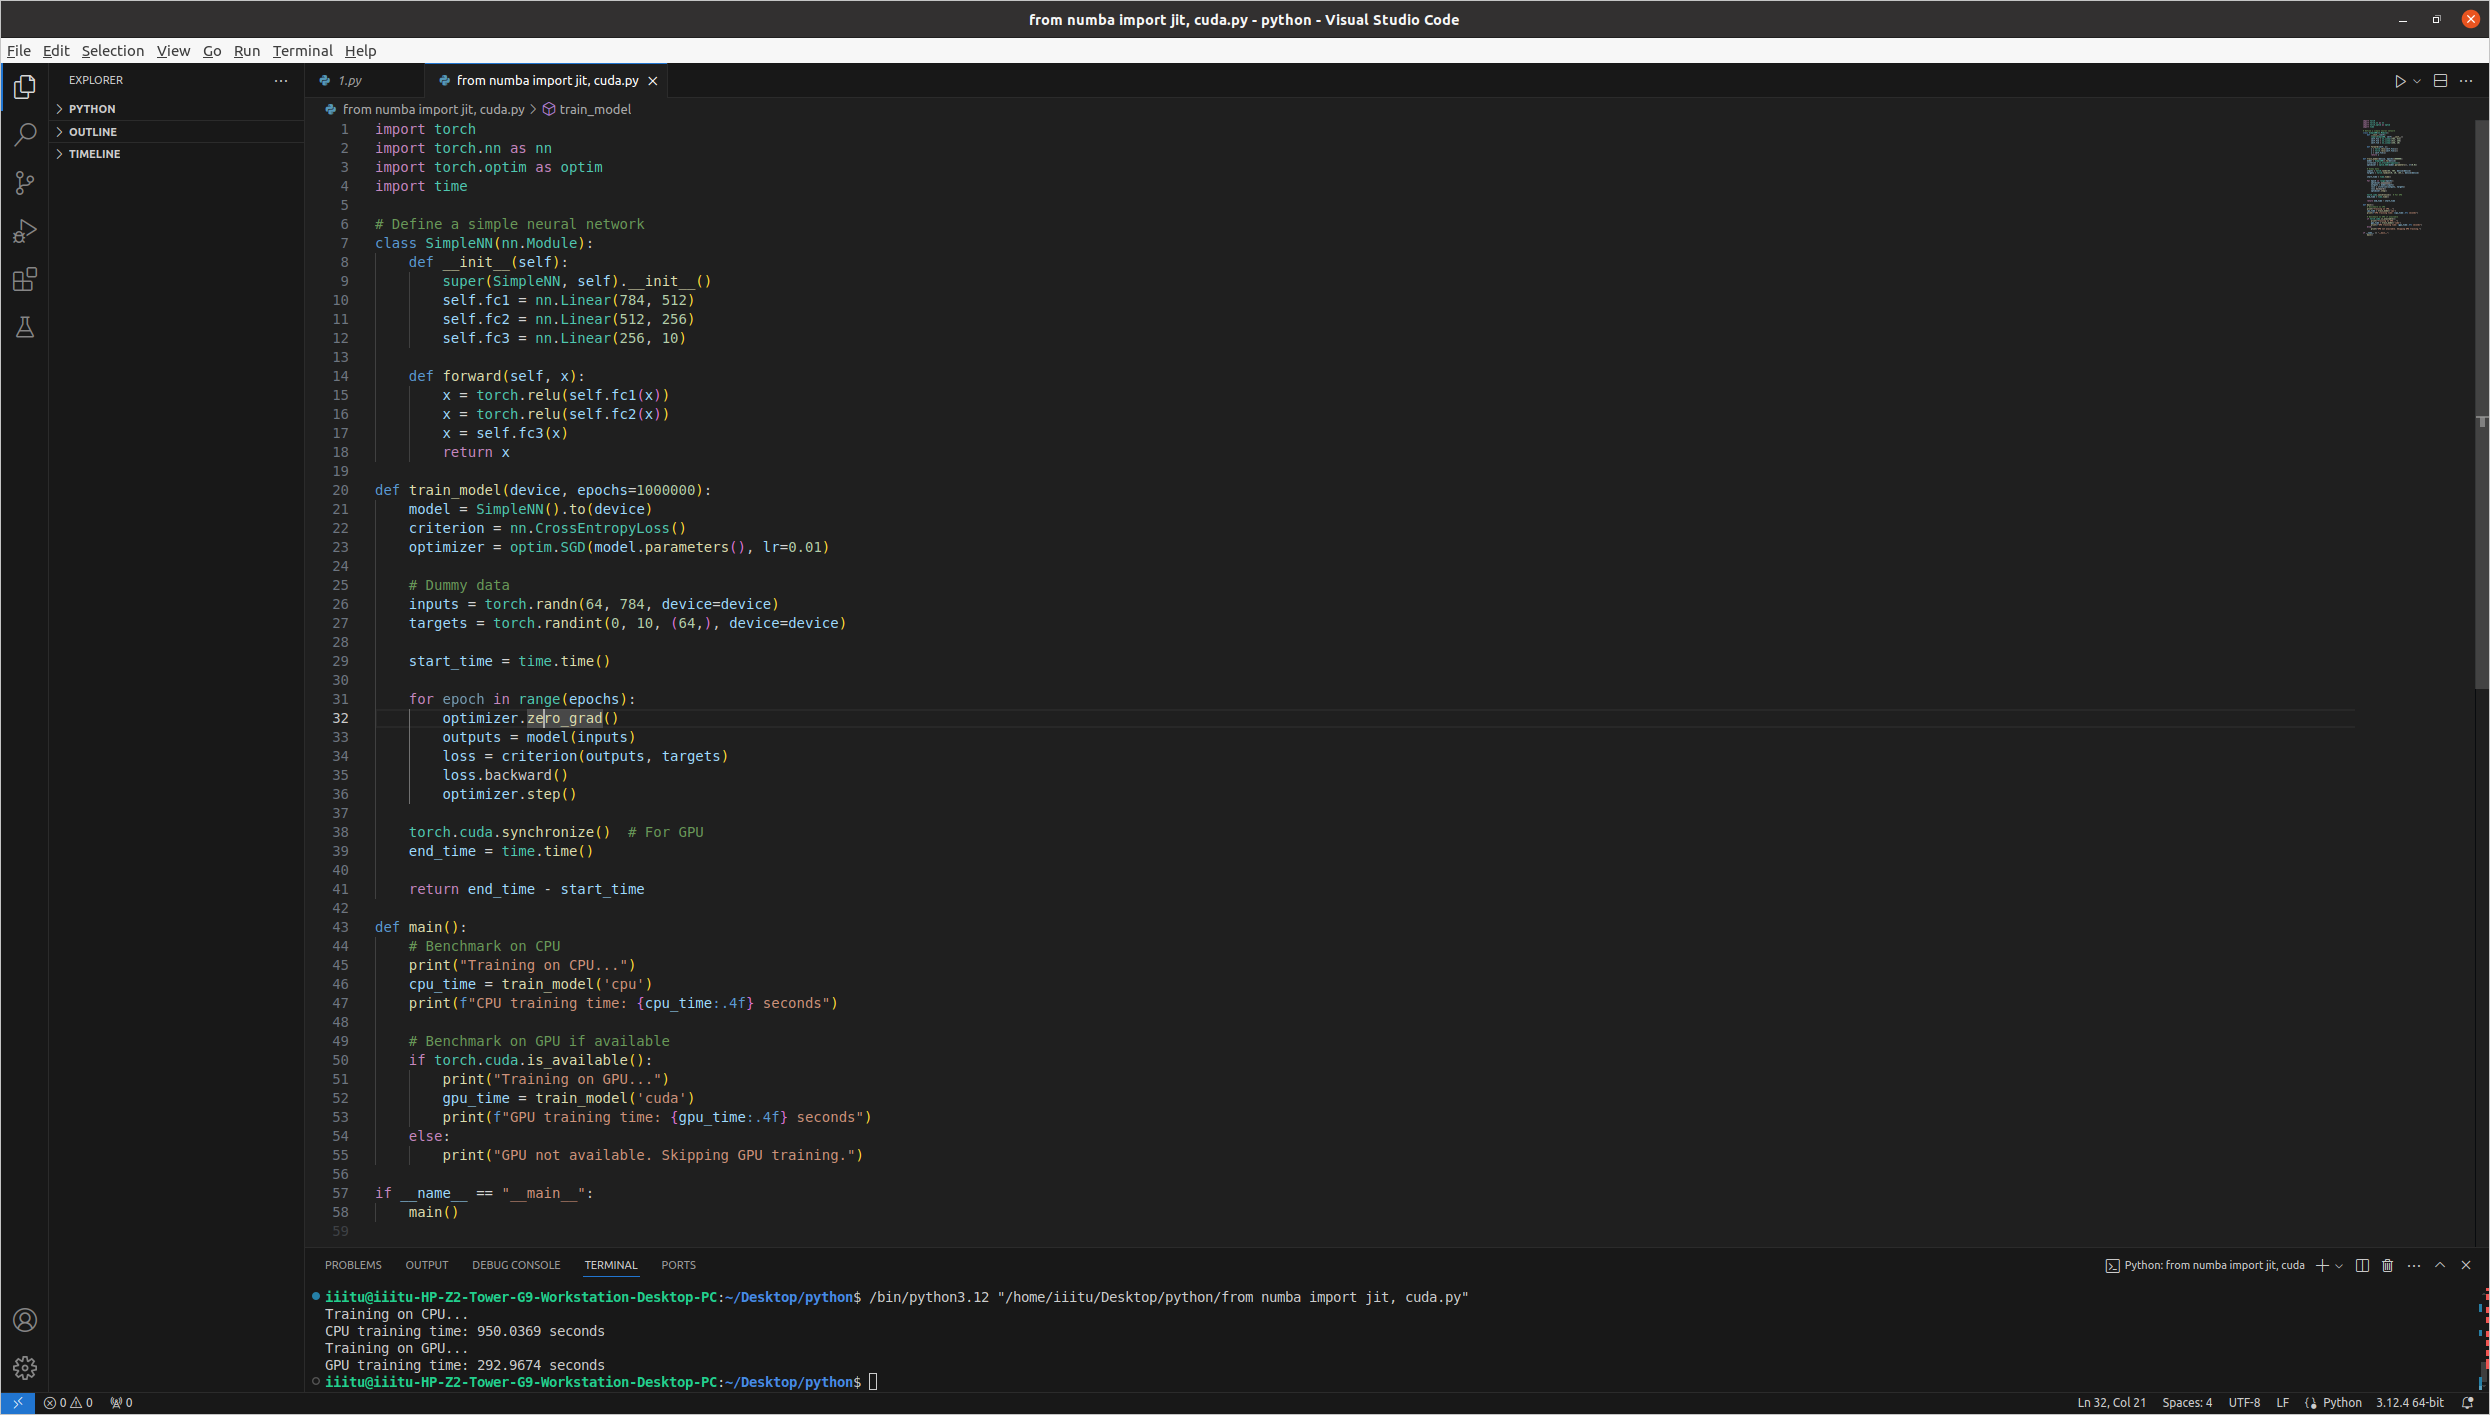 from numba import jit, cuda.py - python - Visual Studio Code
File Edit Selection View Go Run Terminal Help
EXPLORER
PYTHON
OUTLINE
TIMELINE
1.py
from numba import jit, cuda.py
from numba import jit, cuda.py > train_model
1 import torch
2 import torch.nn as nn
3 import torch.optim as optim
4 import time
5
6 # Define a simple neural network
7 class SimpleNN(nn.Module):
8     def __init__(self):
9         super(SimpleNN, self).__init__()
10         self.fc1 = nn.Linear(784, 512)
11         self.fc2 = nn.Linear(512, 256)
12         self.fc3 = nn.Linear(256, 10)
13
14     def forward(self, x):
15         x = torch.relu(self.fc1(x))
16         x = torch.relu(self.fc2(x))
17         x = self.fc3(x)
18         return x
19
20 def train_model(device, epochs=1000000):
21     model = SimpleNN().to(device)
22     criterion = nn.CrossEntropyLoss()
23     optimizer = optim.SGD(model.parameters(), lr=0.01)
24
25     # Dummy data
26     inputs = torch.randn(64, 784, device=device)
27     targets = torch.randint(0, 10, (64,), device=device)
28
29     start_time = time.time()
30
31     for epoch in range(epochs):
32         optimizer.zero_grad()
33         outputs = model(inputs)
34         loss = criterion(outputs, targets)
35         loss.backward()
36         optimizer.step()
37
38     torch.cuda.synchronize()  # For GPU
39     end_time = time.time()
40
41     return end_time - start_time
42
43 def main():
44     # Benchmark on CPU
45     print("Training on CPU...")
46     cpu_time = train_model('cpu')
47     print(f"CPU training time: {cpu_time:.4f} seconds")
48
49     # Benchmark on GPU if available
50     if torch.cuda.is_available():
51         print("Training on GPU...")
52         gpu_time = train_model('cuda')
53         print(f"GPU training time: {gpu_time:.4f} seconds")
54     else:
55         print("GPU not available. Skipping GPU training.")
56
57 if __name__ == "__main__":
58     main()
59
PROBLEMS OUTPUT DEBUG CONSOLE TERMINAL PORTS
Python: from numba import jit, cuda
iiitu@iiitu-HP-Z2-Tower-G9-Workstation-Desktop-PC:~/Desktop/python$ /bin/python3.12 "/home/iiitu/Desktop/python/from numba import jit, cuda.py"
Training on CPU...
CPU training time: 950.0369 seconds
Training on GPU...
GPU training time: 292.9674 seconds
iiitu@iiitu-HP-Z2-Tower-G9-Workstation-Desktop-PC:~/Desktop/python$
0 0 0 Ln 32, Col 21 Spaces: 4 UTF-8 LF Python 3.12.4 64-bit